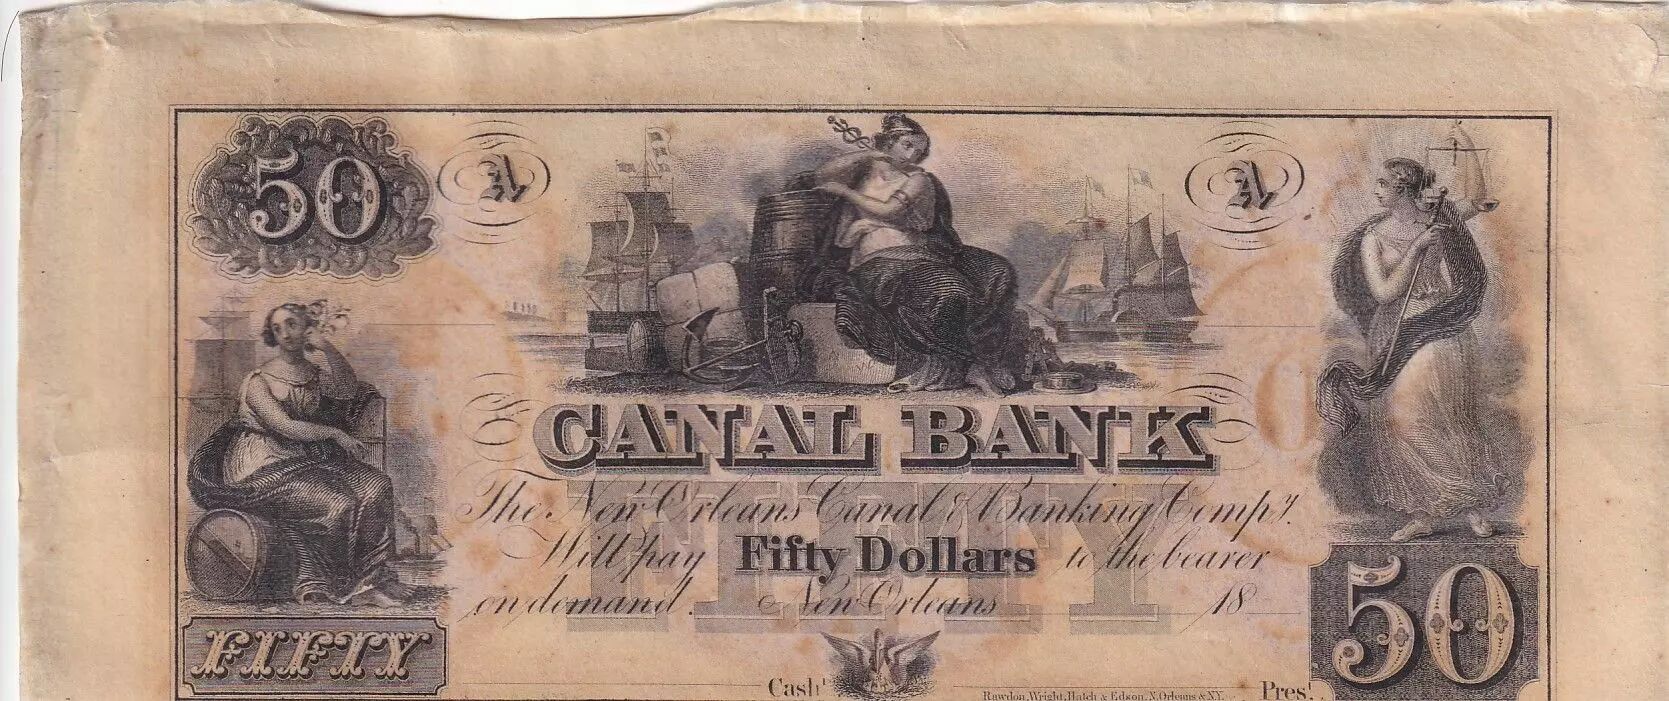 50 A A
CANAL BANK
FIFTY
The New Orleans Canal & Banking Compy.
Will pay Fifty Dollars to the bearer
on demand. New Orleans 18
FIFTY 50
Cash.r Pres.t
Rawdon, Wright, Hatch & Edson, N.Orleans & N.Y.